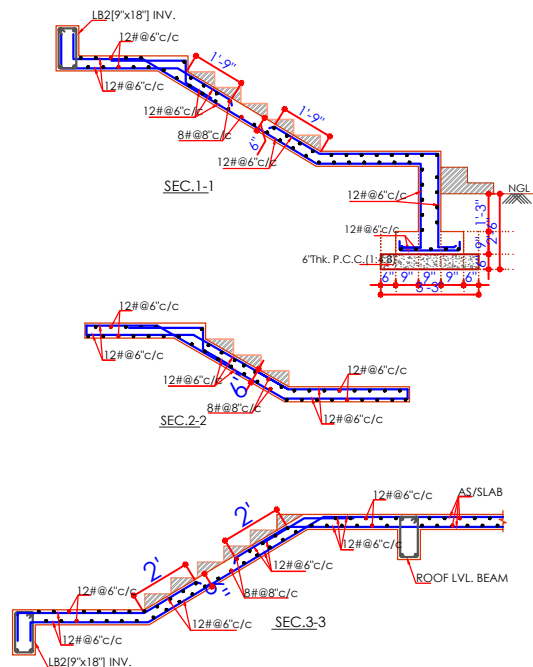 LB2[9"x18"] INV.
12#@6"c/c
1'-9"
12#@6"c/c
12#@6"c/c
1'-9"
8#@8"c/c
6"
12#@6"c/c
SEC.1-1
12#@6"c/c
NGL
12#@6"c/c
1'-3"
2'-6"
9"
6"Thk. P.C.C.(1:4:8)
6"
6" 9" 9" 9" 6"
3'-3"
12#@6"c/c
12#@6"c/c
12#@6"c/c
6"
12#@6"c/c
8#@8"c/c
12#@6"c/c
SEC.2-2
12#@6"c/c
AS/SLAB
2'
12#@6"c/c
12#@6"c/c
2'
6"
12#@6"c/c
8#@8"c/c
ROOF LVL. BEAM
12#@6"c/c
12#@6"c/c
SEC.3-3
LB2[9"x18"] INV.